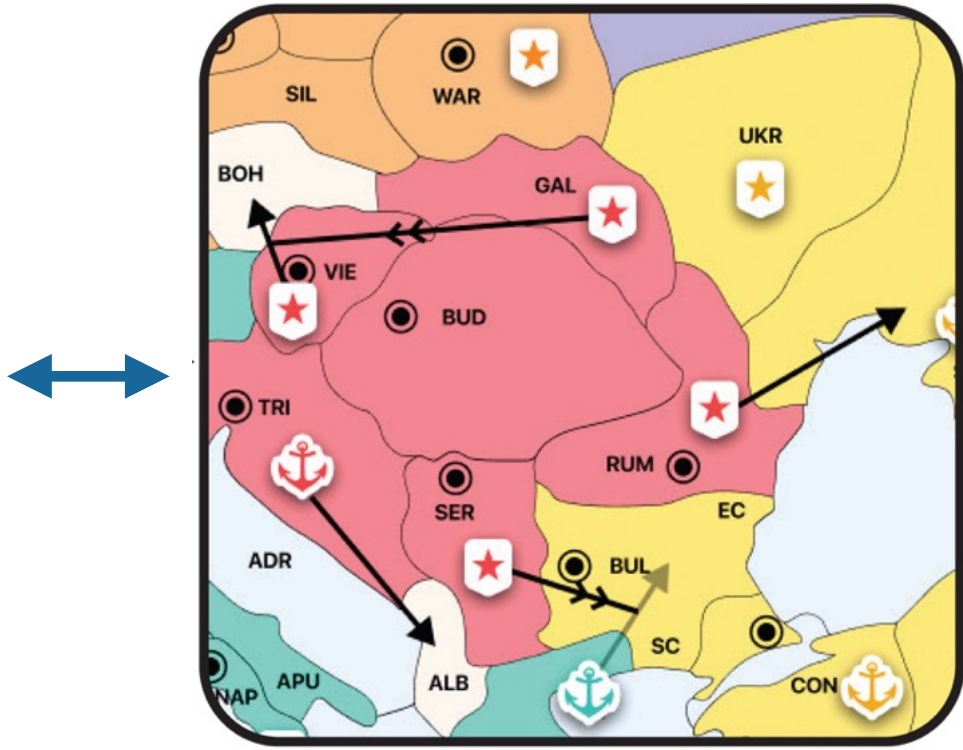 SIL
WAR
UKR
BOH
GAL
VIE
BUD
TRI
RUM
SER
EC
ADR
BUL
SC
ALB
APU
NAP
CON